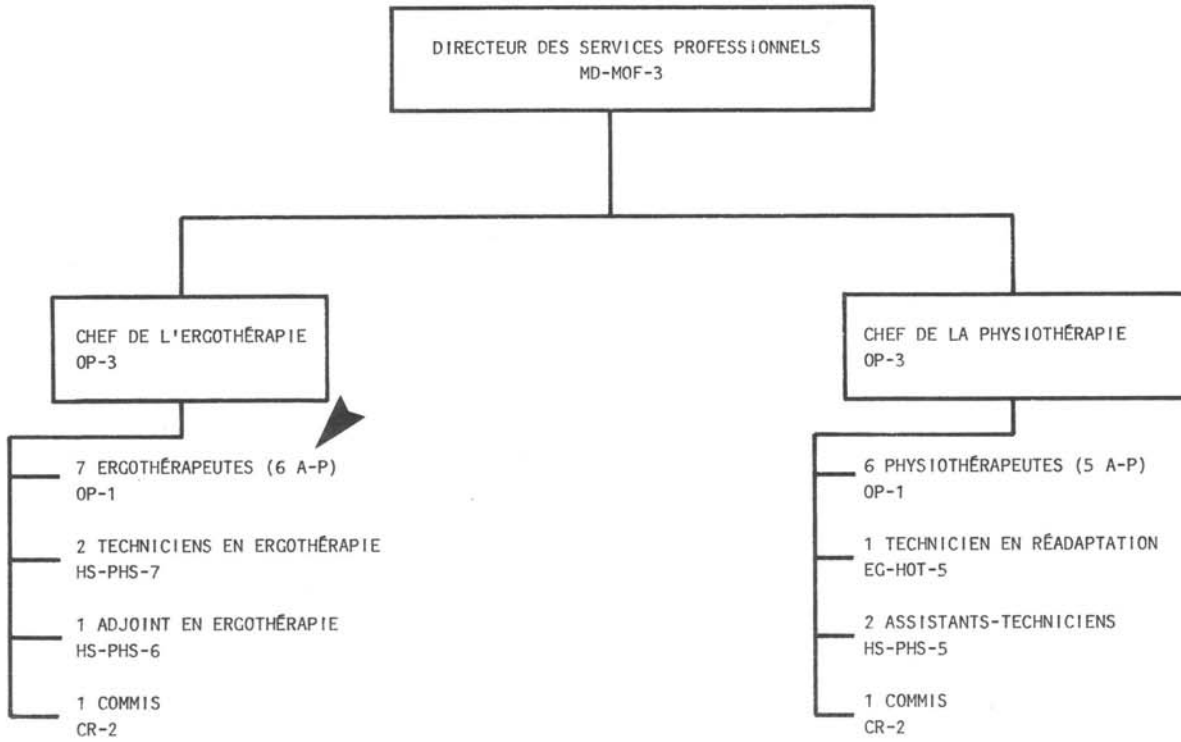 DIRECTEUR DES SERVICES PROFESSIONNELS
MD-MOF-3
CHEF DE L'ERGOTHÉRAPIE
OP-3
7 ERGOTHÉRAPEUTES (6 A-P)
OP-1
2 TECHNICIENS EN ERGOTHÉRAPIE
HS-PHS-7
1 ADJOINT EN ERGOTHÉRAPIE
HS-PHS-6
1 COMMIS
CR-2
CHEF DE LA PHYSIOTHÉRAPIE
OP-3
6 PHYSIOTHÉRAPEUTES (5 A-P)
OP-1
1 TECHNICIEN EN RÉADAPTATION
EG-HOT-5
2 ASSISTANTS-TECHNICIENS
HS-PHS-5
1 COMMIS
CR-2